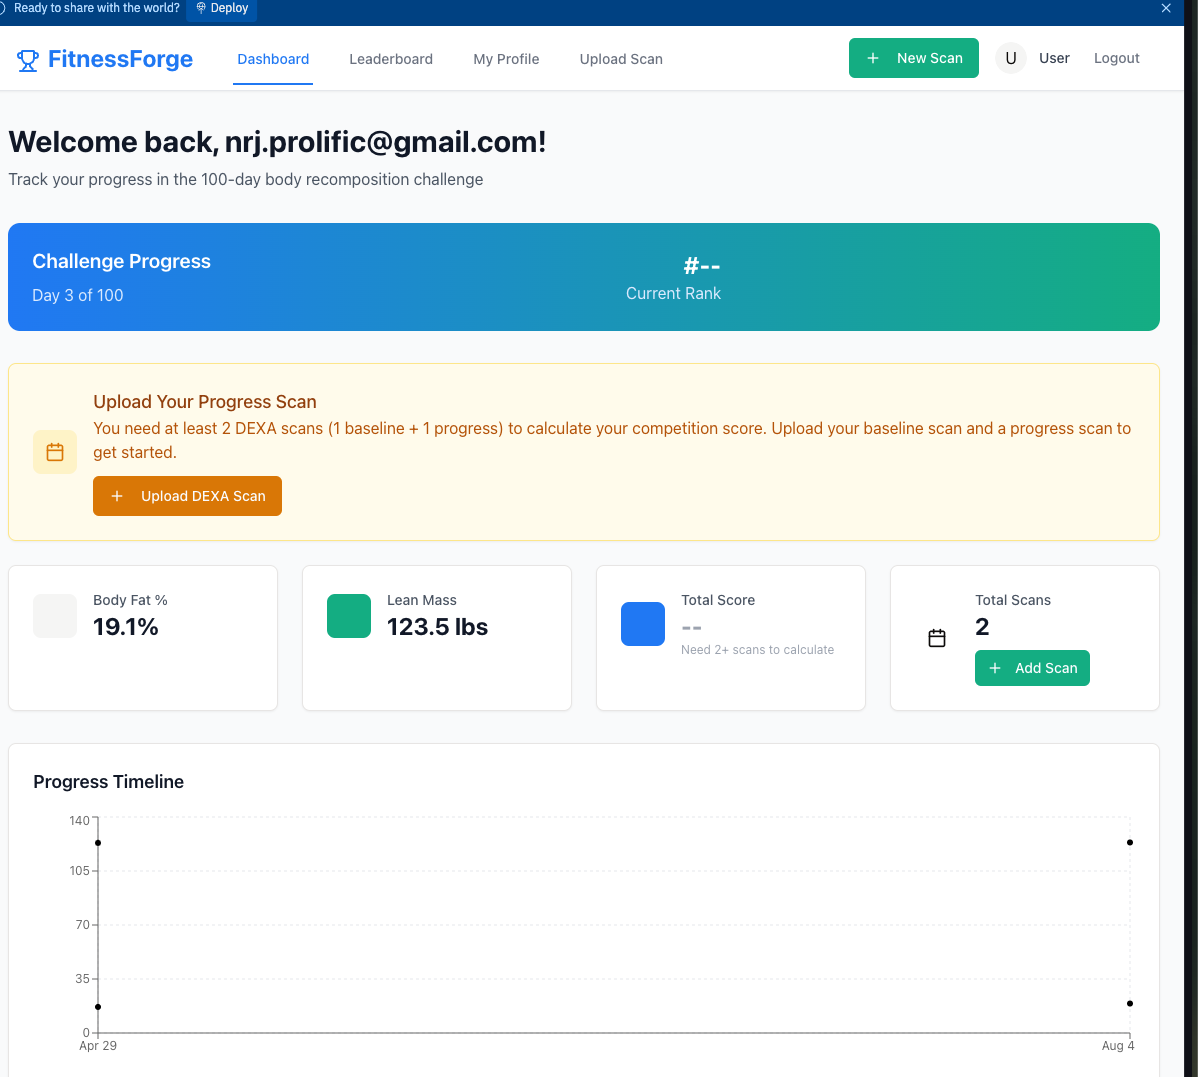 Ready to share with the world? Deploy
FitnessForge Dashboard Leaderboard My Profile Upload Scan + New Scan U User Logout
Welcome back, nrj.prolific@gmail.com!
Track your progress in the 100-day body recomposition challenge
Challenge Progress
Day 3 of 100
#--
Current Rank
Upload Your Progress Scan
You need at least 2 DEXA scans (1 baseline + 1 progress) to calculate your competition score. Upload your baseline scan and a progress scan to
get started.
+ Upload DEXA Scan
Body Fat %
19.1%
Lean Mass
123.5 lbs
Total Score
--
Need 2+ scans to calculate
Total Scans
2
+ Add Scan
Progress Timeline
140
105
70
35
0
Apr 29 Aug 4